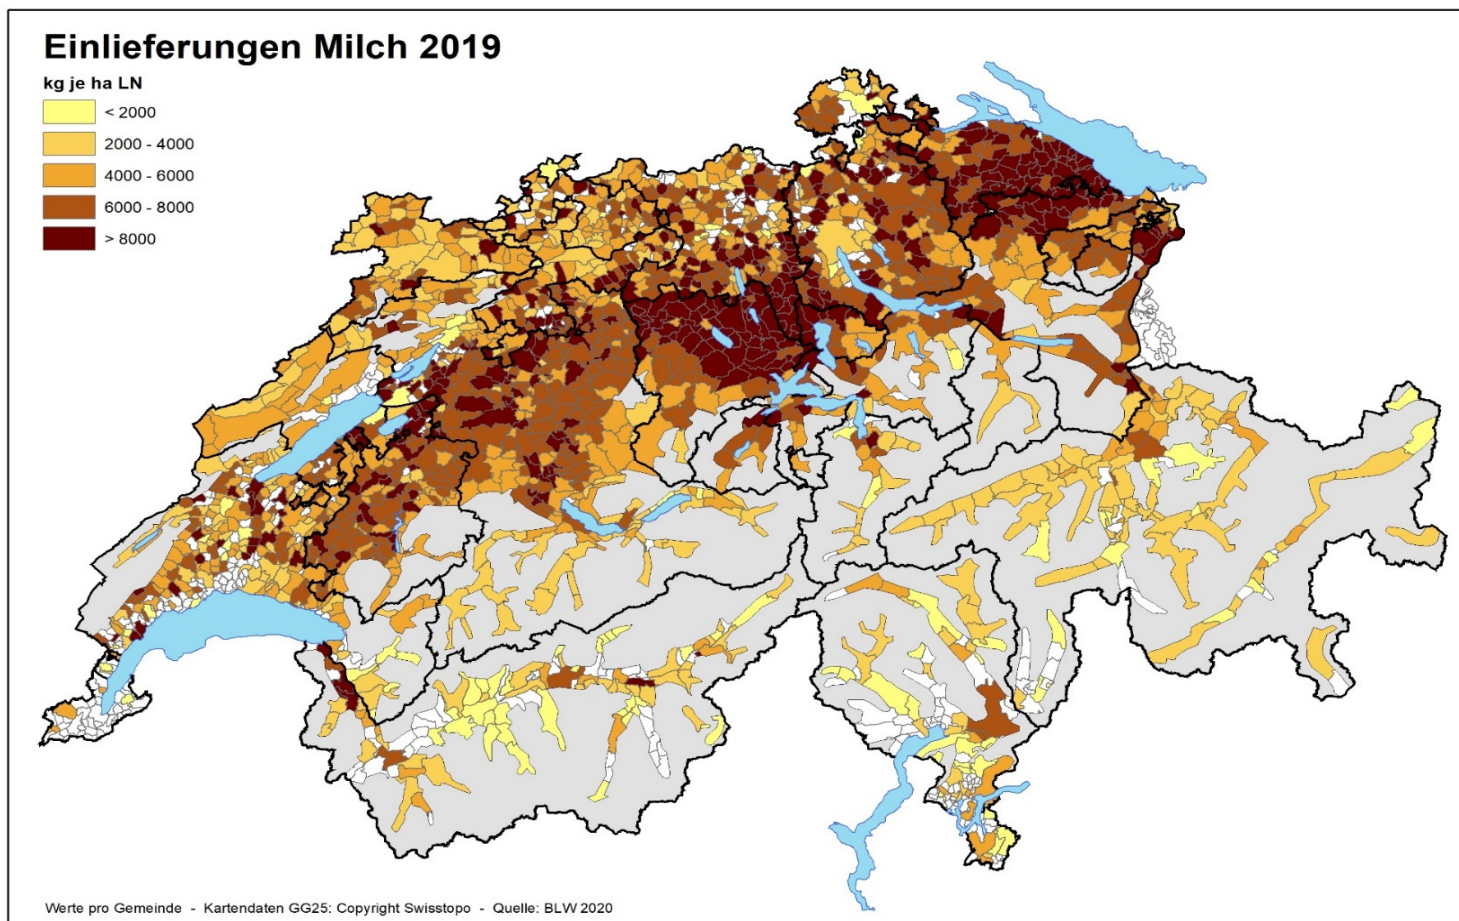 Einlieferungen Milch 2019
kg je ha LN
< 2000
2000 - 4000
4000 - 6000
6000 - 8000
> 8000
Werte pro Gemeinde - Kartendaten GG25: Copyright Swisstopo - Quelle: BLW 2020